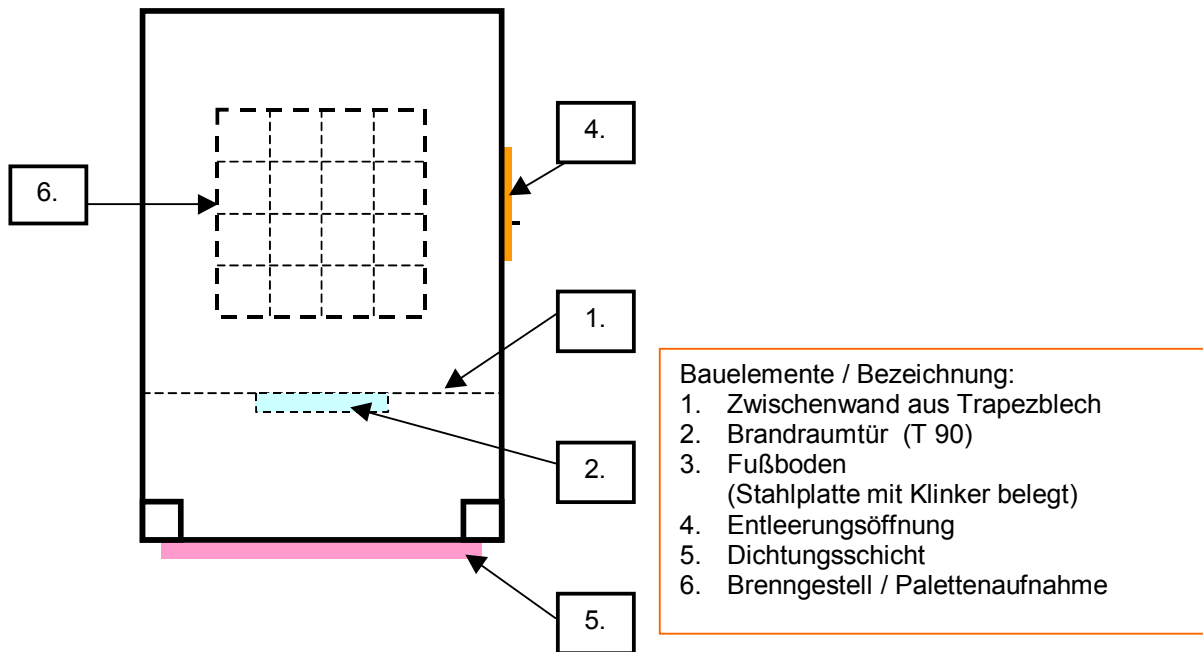 4.
6.
1.
2.
5.
Bauelemente / Bezeichnung:
1. Zwischenwand aus Trapezblech
2. Brandraumtür (T 90)
3. Fußboden
(Stahlplatte mit Klinker belegt)
4. Entleerungsöffnung
5. Dichtungsschicht
6. Brenngestell / Palettenaufnahme